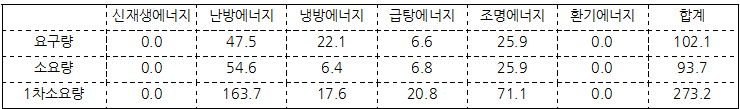 신재생에너지 난방에너지 냉방에너지 급탕에너지 조명에너지 환기에너지 합계
요구량 0.0 47.5 22.1 6.6 25.9 0.0 102.1
소요량 0.0 54.6 6.4 6.8 25.9 0.0 93.7
1차소요량 0.0 163.7 17.6 20.8 71.1 0.0 273.2